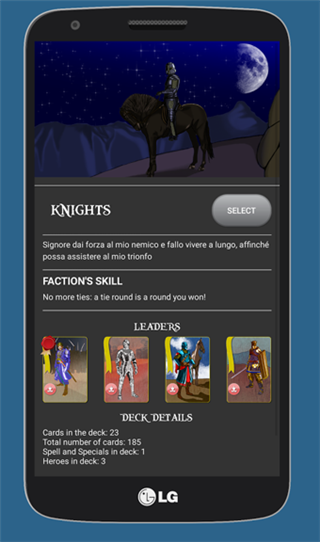 KNIGHTS
SELECT
Signore dai forza al mio nemico e fallo vivere a lungo, affinché
possa assistere al mio trionfo
FACTION'S SKILL
No more ties: a tie round is a round you won!
LEADERS
DECK DETAILS
Cards in the deck: 23
Total number of cards: 185
Spell and Specials in deck: 1
Heroes in deck: 3
LG